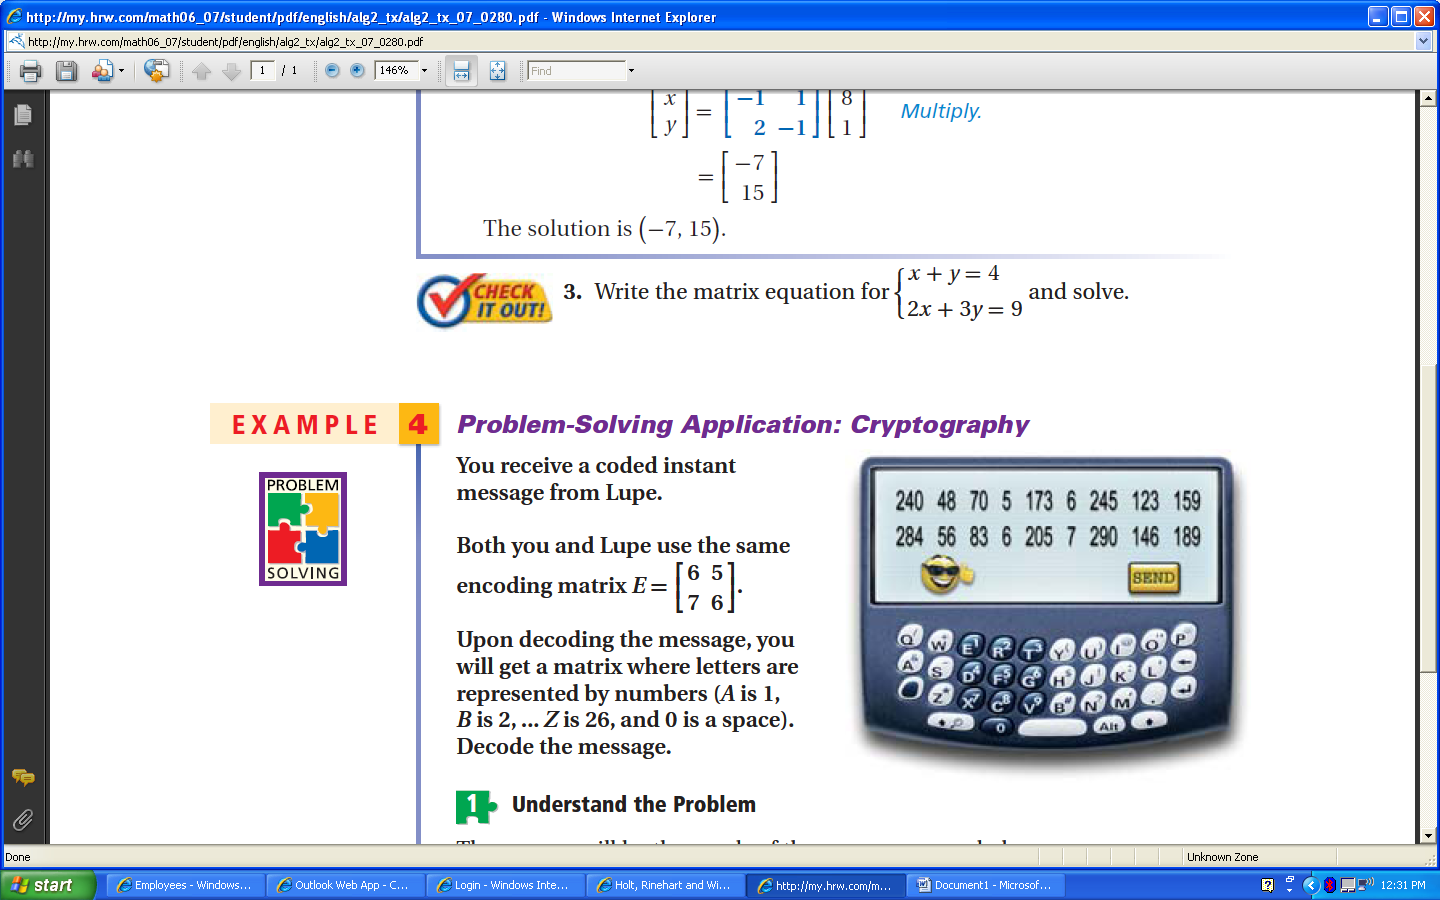 http://my.hrw.com/math06_07/student/pdf/english/alg2_tx/alg2_tx_07_0280.pdf - Windows Internet Explorer
http://my.hrw.com/math06_07/student/pdf/english/alg2_tx/alg2_tx_07_0280.pdf
1 / 1 146% Find
[x y] = [−1 1 2 −1] [8 1] Multiply.
= [−7 15]
The solution is (−7, 15).
CHECK IT OUT! 3. Write the matrix equation for { x + y = 4 2x + 3y = 9 and solve.
EXAMPLE 4 Problem-Solving Application: Cryptography
PROBLEM
SOLVING
You receive a coded instant
message from Lupe.
Both you and Lupe use the same
encoding matrix E = [6 5 7 6].
Upon decoding the message, you
will get a matrix where letters are
represented by numbers (A is 1,
B is 2, ... Z is 26, and 0 is a space).
Decode the message.
240 48 70 5 173 6 245 123 159
284 56 83 6 205 7 290 146 189
SEND
Q W E R T Y U I O P
A S D F G H J K L
Z X C V B N M
0 Alt
1 Understand the Problem
Done Unknown Zone
start Employees - Windows... Outlook Web App - C... Login - Windows Inte... Holt, Rinehart and Wi... http://my.hrw.com/m... Document1 - Microsof... 12:31 PM